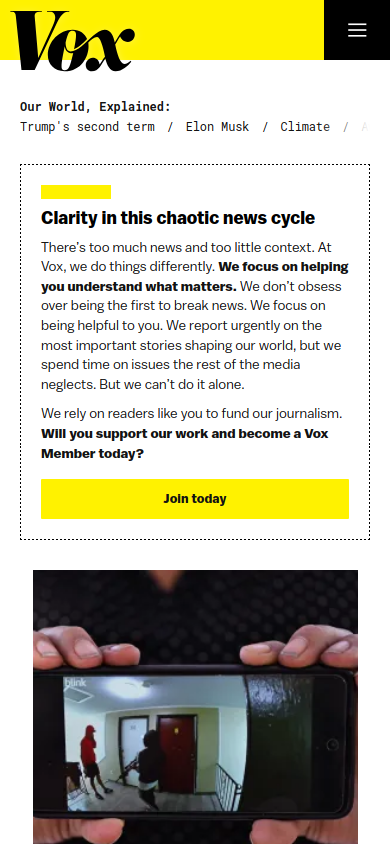 Vox
Our World, Explained:
Trump's second term / Elon Musk / Climate /
Clarity in this chaotic news cycle
There's too much news and too little context. At
Vox, we do things differently. We focus on helping
you understand what matters. We don't obsess
over being the first to break news. We focus on
being helpful to you. We report urgently on the
most important stories shaping our world, but we
spend time on issues the rest of the media
neglects. But we can't do it alone.
We rely on readers like you to fund our journalism.
Will you support our work and become a Vox
Member today?
Join today
blink